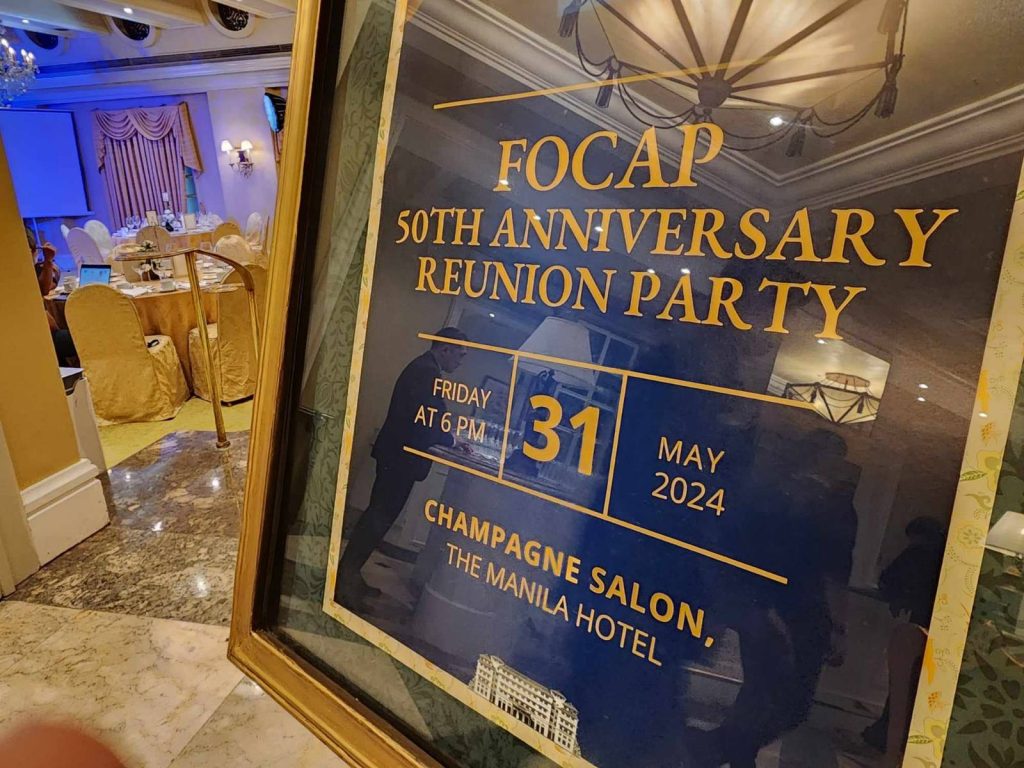 FOCAP
50TH ANNIVERSARY
REUNION PARTY
FRIDAY
AT 6 PM
31
MAY
2024
CHAMPAGNE SALON,
THE MANILA HOTEL